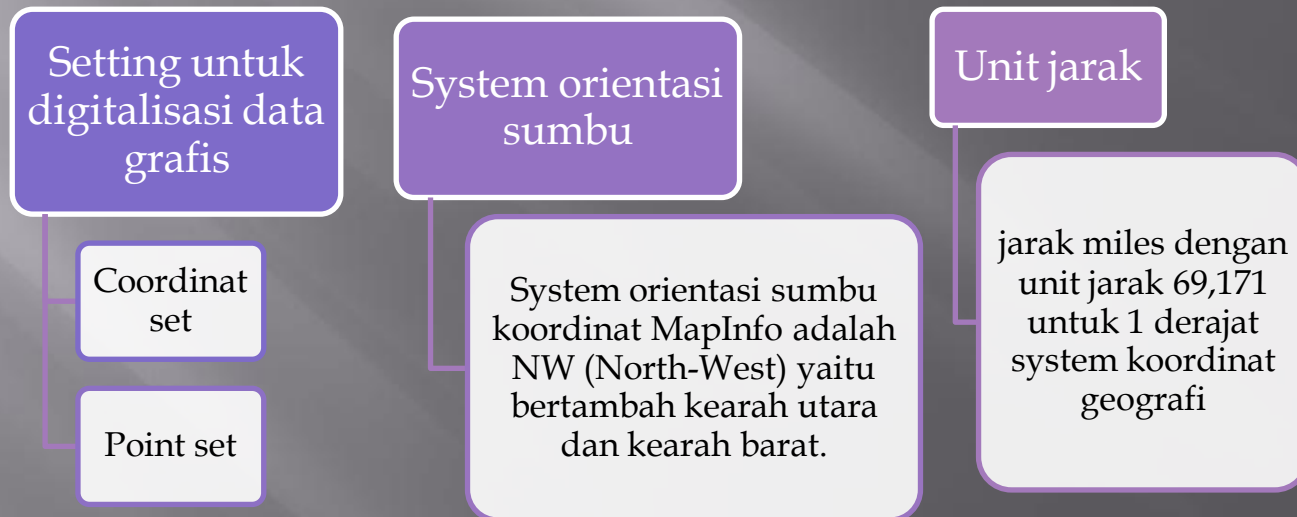 Setting untuk
digitalisasi data
grafis
Coordinat
set
Point set
System orientasi
sumbu
System orientasi sumbu
koordinat MapInfo adalah
NW (North-West) yaitu
bertambah kearah utara
dan kearah barat.
Unit jarak
jarak miles dengan
unit jarak 69,171
untuk 1 derajat
system koordinat
geografi